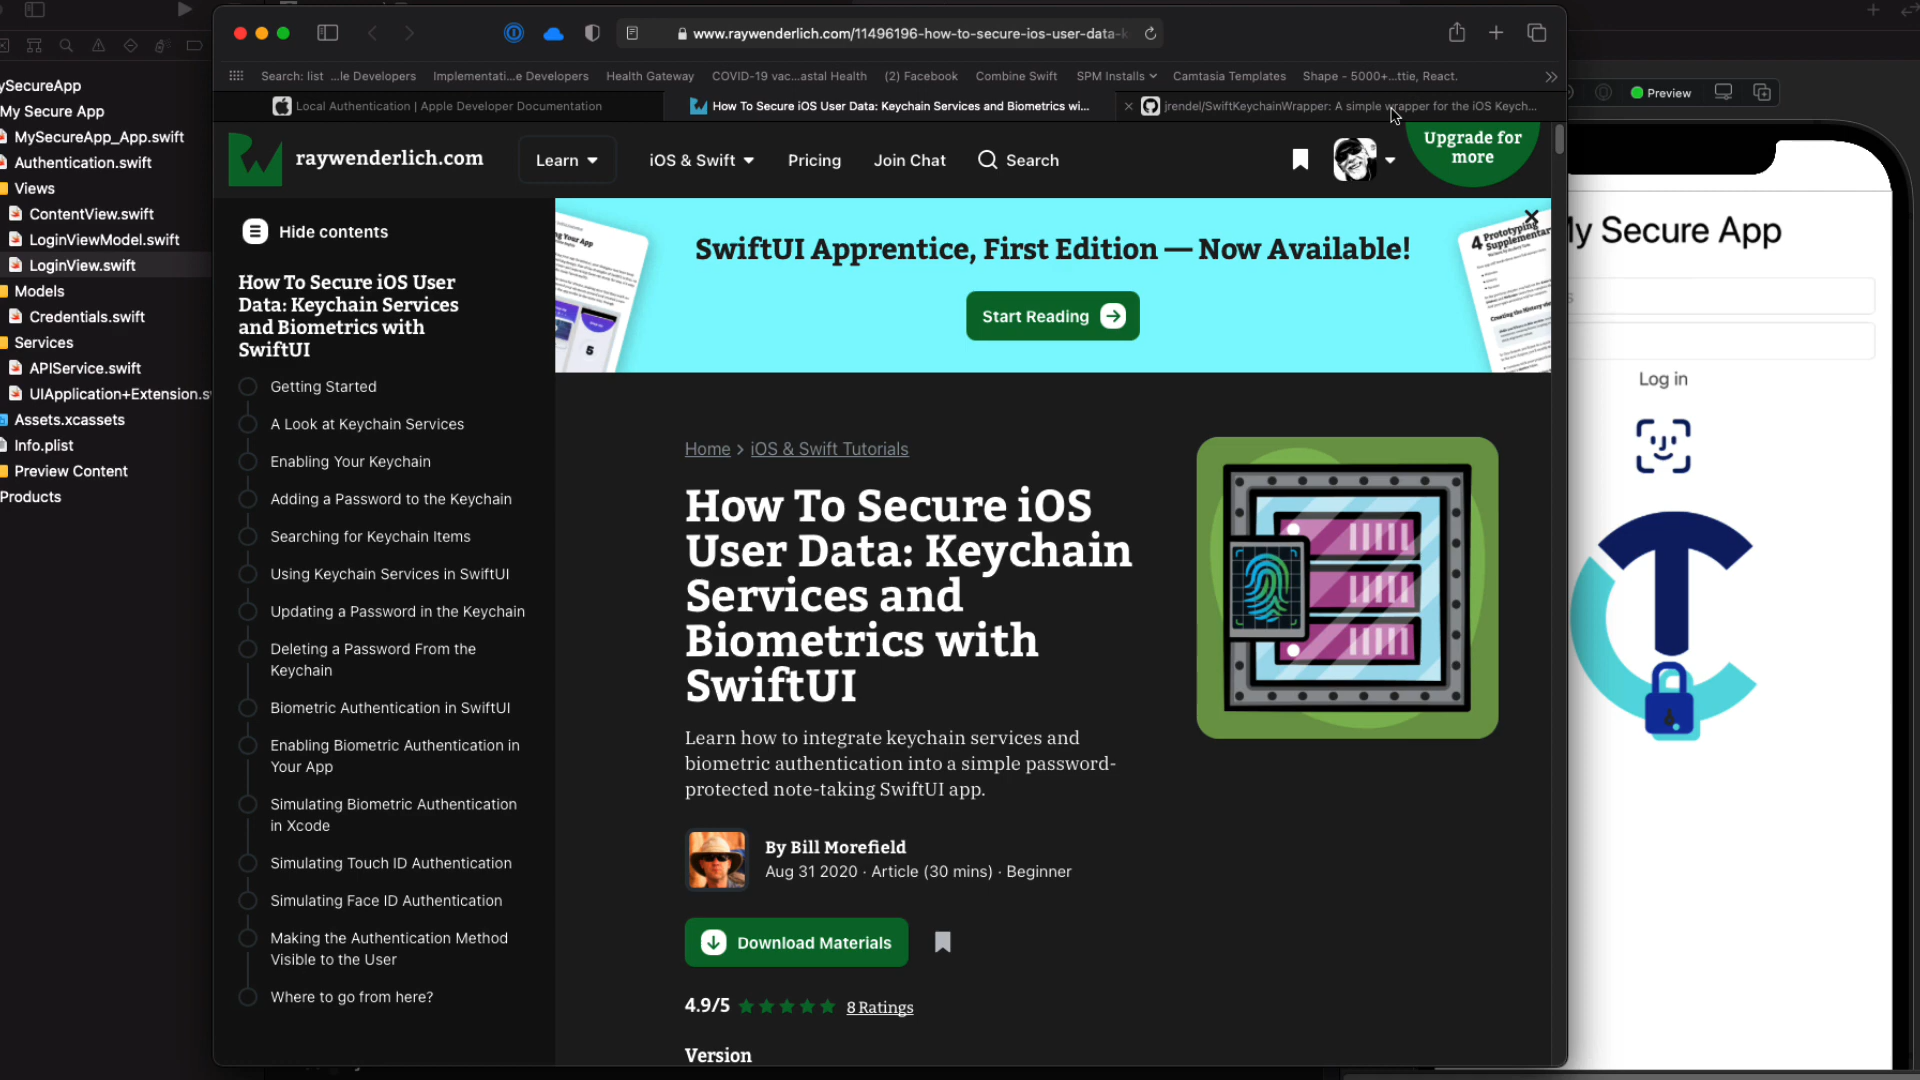 www.raywenderlich.com/11496196-how-to-secure-ios-user-data-k
Search: list ...le Developers
Implementati...e Developers
Health Gateway
COVID-19 vac...astal Health
(2) Facebook
Combine Swift
SPM Installs
Camtasia Templates
Shape - 5000+...ttie, React.
Local Authentication | Apple Developer Documentation
How To Secure iOS User Data: Keychain Services and Biometrics wi...
jrendel/SwiftKeychainWrapper: A simple wrapper for the iOS Keych...
ySecureApp
My Secure App
MySecureApp_App.swift
Authentication.swift
Views
ContentView.swift
LoginViewModel.swift
LoginView.swift
Models
Credentials.swift
Services
APIService.swift
UIApplication+Extension.s
Assets.xcassets
Info.plist
Preview Content
Products
raywenderlich.com
Learn
iOS & Swift
Pricing
Join Chat
Search
Upgrade for
more
Hide contents
How To Secure iOS User
Data: Keychain Services
and Biometrics with
SwiftUI
Getting Started
A Look at Keychain Services
Enabling Your Keychain
Adding a Password to the Keychain
Searching for Keychain Items
Using Keychain Services in SwiftUI
Updating a Password in the Keychain
Deleting a Password From the
Keychain
Biometric Authentication in SwiftUI
Enabling Biometric Authentication in
Your App
Simulating Biometric Authentication
in Xcode
Simulating Touch ID Authentication
Simulating Face ID Authentication
Making the Authentication Method
Visible to the User
Where to go from here?
SwiftUI Apprentice, First Edition — Now Available!
Start Reading
ng Your App
5
4 Prototyping
Supplementar
Home > iOS & Swift Tutorials
How To Secure iOS
User Data: Keychain
Services and
Biometrics with
SwiftUI
Learn how to integrate keychain services and
biometric authentication into a simple password-
protected note-taking SwiftUI app.
By Bill Morefield
Aug 31 2020 · Article (30 mins) · Beginner
Download Materials
4.9/5
8 Ratings
Version
Preview
My Secure App
s
Log in